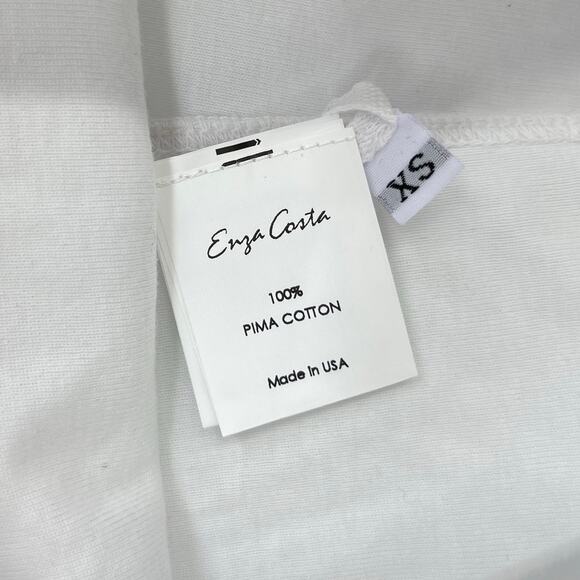 Enza Costa
100%
PIMA COTTON
Made In USA
XS